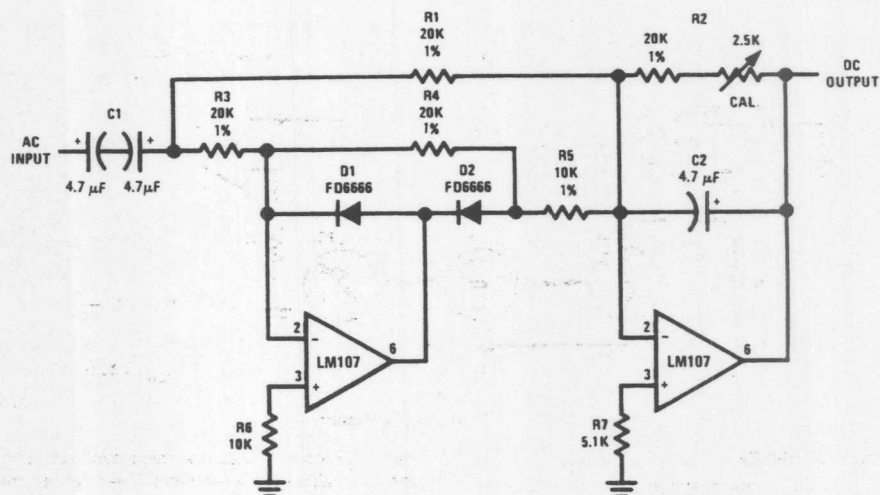 R1
20K
1%
R2
20K
1%
2.5K
CAL.
DC
OUTPUT
R3
20K
1%
R4
20K
1%
C1
AC
INPUT
+
+
4.7 μF
4.7μF
D1
FD6666
D2
FD6666
R5
10K
1%
C2
4.7 μF
+
2
−
LM107
6
3
+
R6
10K
2
−
LM107
6
3
+
R7
5.1K